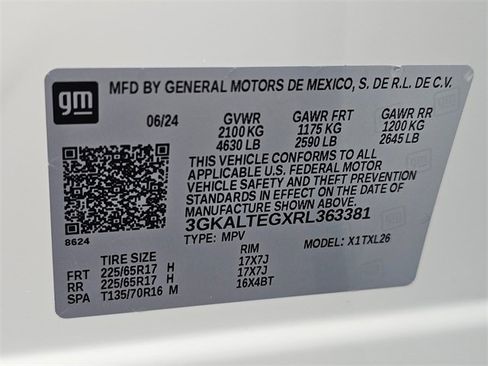 gm
MFD BY GENERAL MOTORS DE MEXICO, S. DE R.L. DE C.V.
06/24 GVWR GAWR FRT GAWR RR
2100 KG 1175 KG 1200 KG
4630 LB 2590 LB 2645 LB
THIS VEHICLE CONFORMS TO ALL
APPLICABLE U.S. FEDERAL MOTOR
VEHICLE SAFETY AND THEFT PREVENTION
STANDARDS IN EFFECT ON THE DATE OF
MANUFACTURE SHOWN ABOVE.
3GKALTEGXRL363381
8624 TYPE: MPV MODEL: X1TXL26
TIRE SIZE RIM
FRT 225/65R17 H 17X7J
RR 225/65R17 H 17X7J
SPA T135/70R16 M 16X4BT